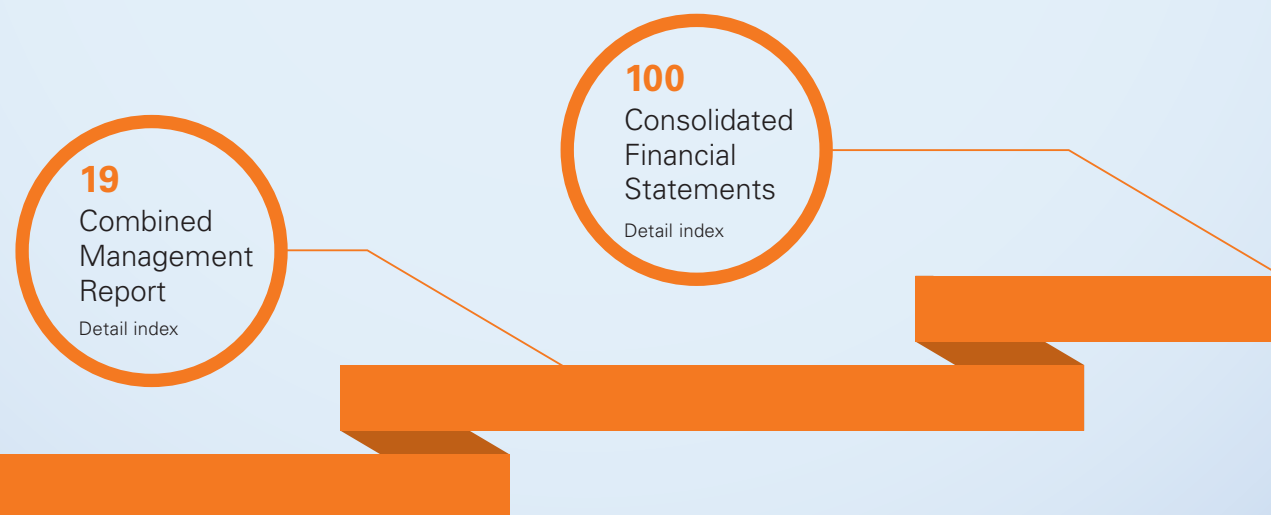 19
Combined
Management
Report
Detail index
100
Consolidated
Financial
Statements
Detail index